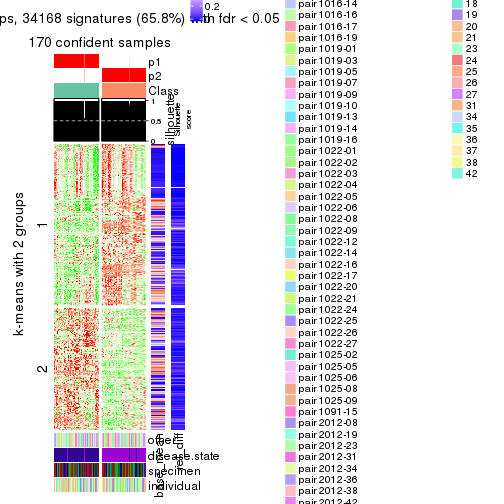 ps, 34168 signatures (65.8%) with fdr < 0.05
0.2
170 confident samples
p1
p2
Class
1
0.5
0
silhouette
Silhouette
score
k-means with 2 groups
1
2
other
disease.state
specimen
individual
base_mean
rel_diff
pair1016-14
pair1016-16
pair1016-17
pair1016-19
pair1019-01
pair1019-03
pair1019-05
pair1019-07
pair1019-09
pair1019-10
pair1019-13
pair1019-14
pair1019-16
pair1022-01
pair1022-02
pair1022-03
pair1022-04
pair1022-05
pair1022-06
pair1022-08
pair1022-09
pair1022-12
pair1022-14
pair1022-16
pair1022-17
pair1022-20
pair1022-21
pair1022-24
pair1022-25
pair1022-26
pair1022-27
pair1025-02
pair1025-05
pair1025-06
pair1025-08
pair1025-09
pair1091-15
pair2012-08
pair2012-19
pair2012-23
pair2012-31
pair2012-34
pair2012-36
pair2012-38
pair2012-42
18
19
20
21
23
24
25
26
27
31
34
35
36
37
38
42